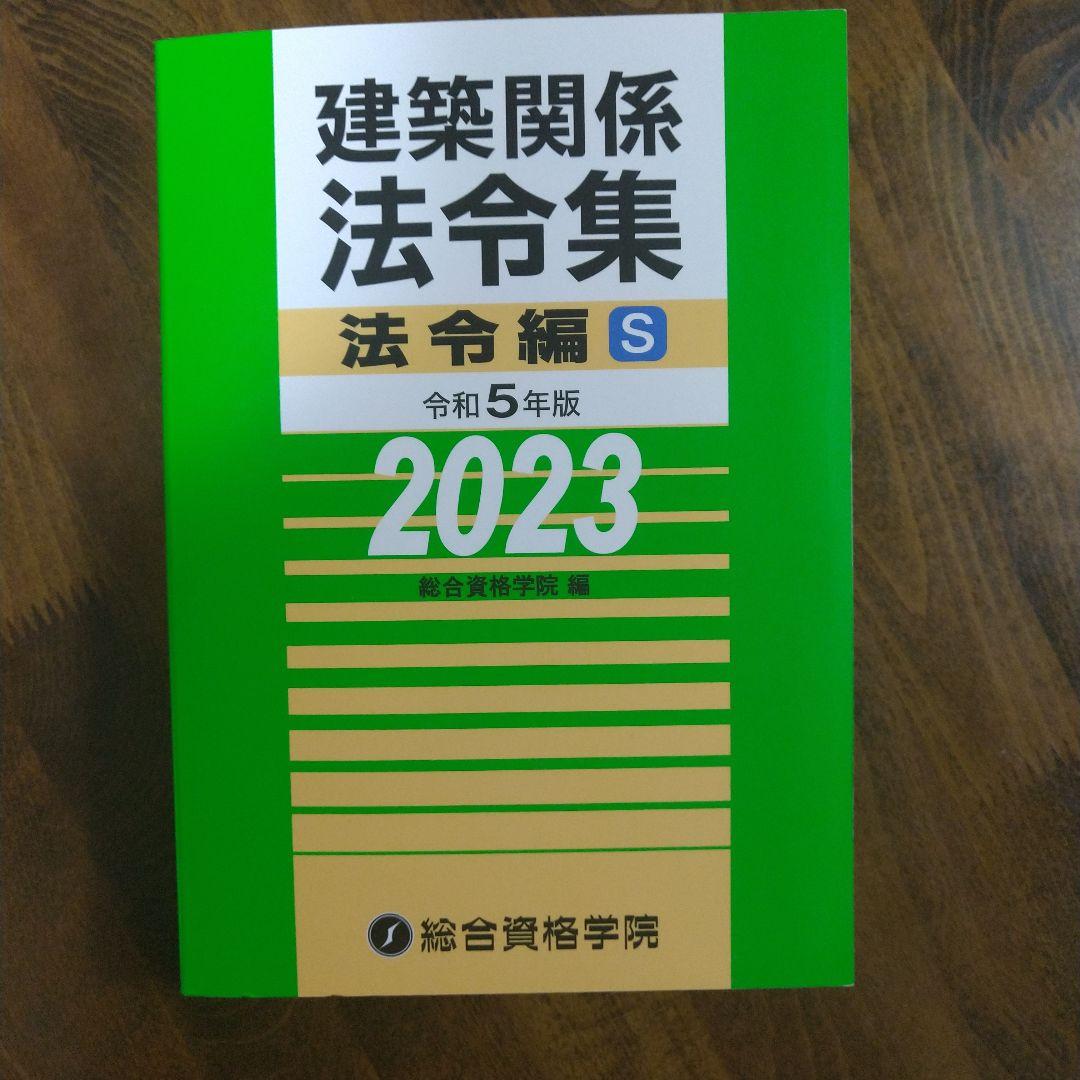 建築関係
法令集
法令編 S
令和5年版
2023
総合資格学院 編
総合資格学院